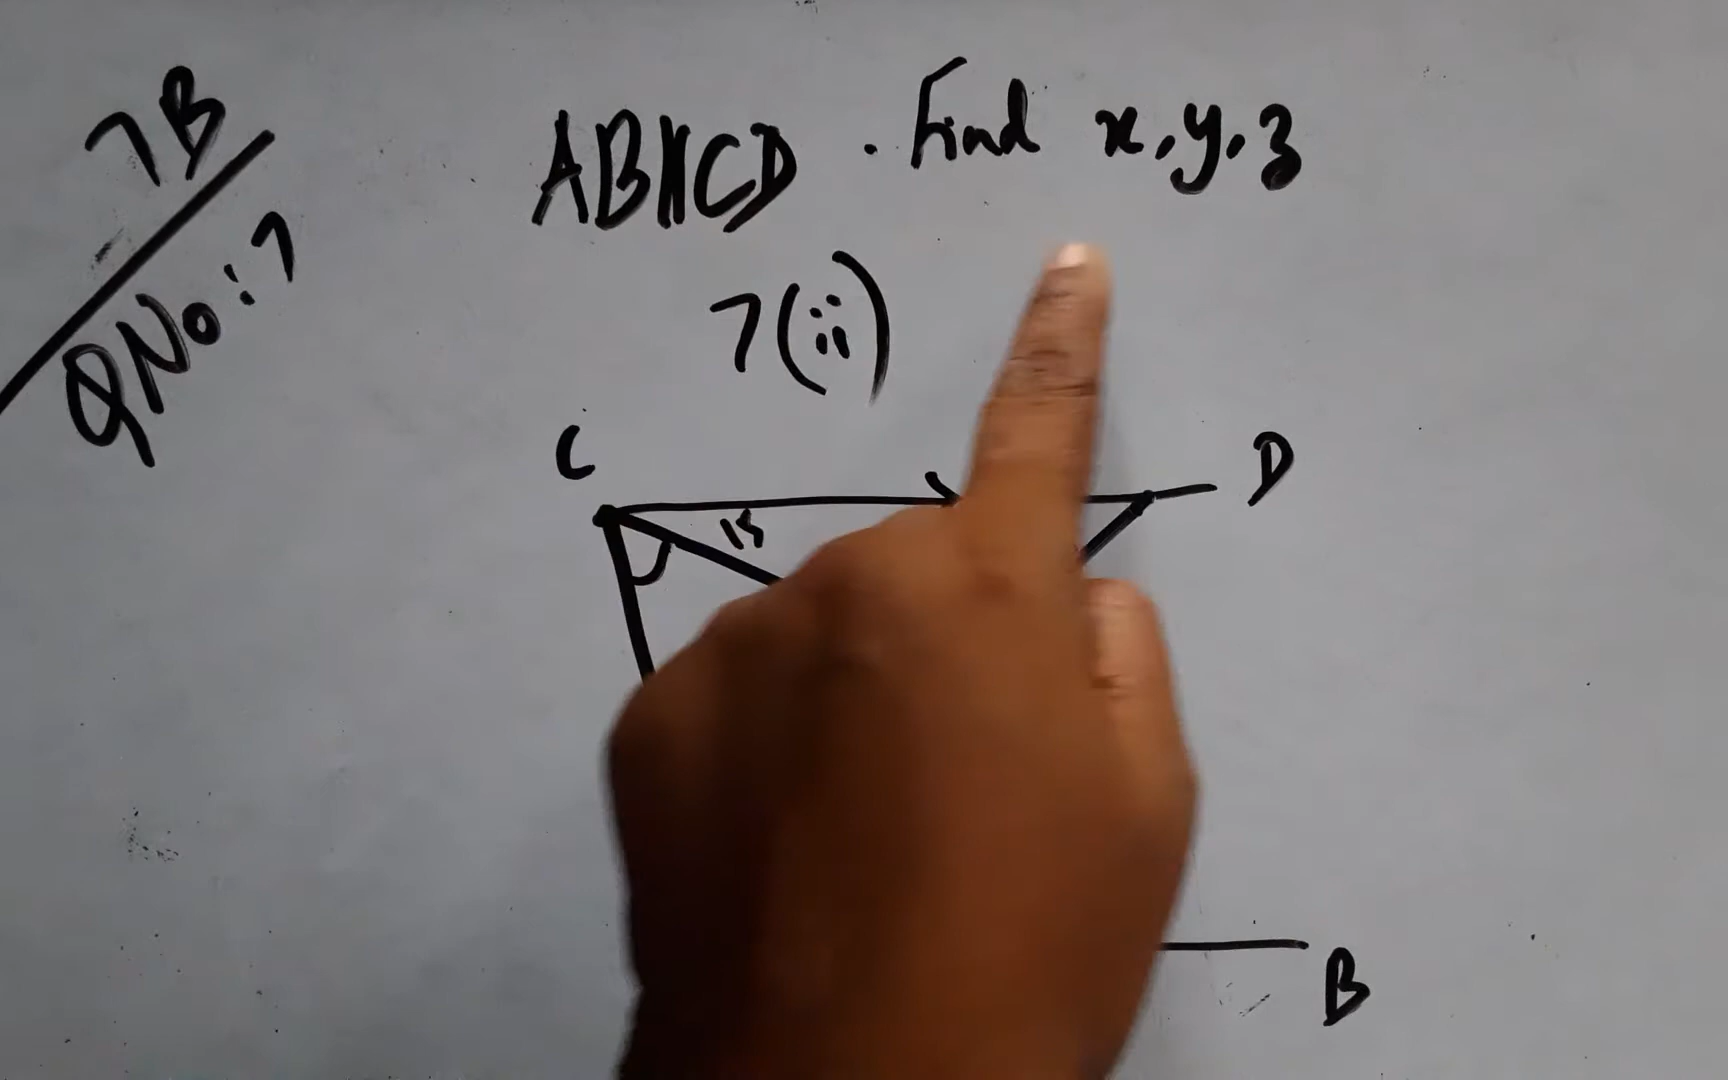 7B
QNo:7
AB||CD . Find x,y,z
7(ii)
C
D
15
B